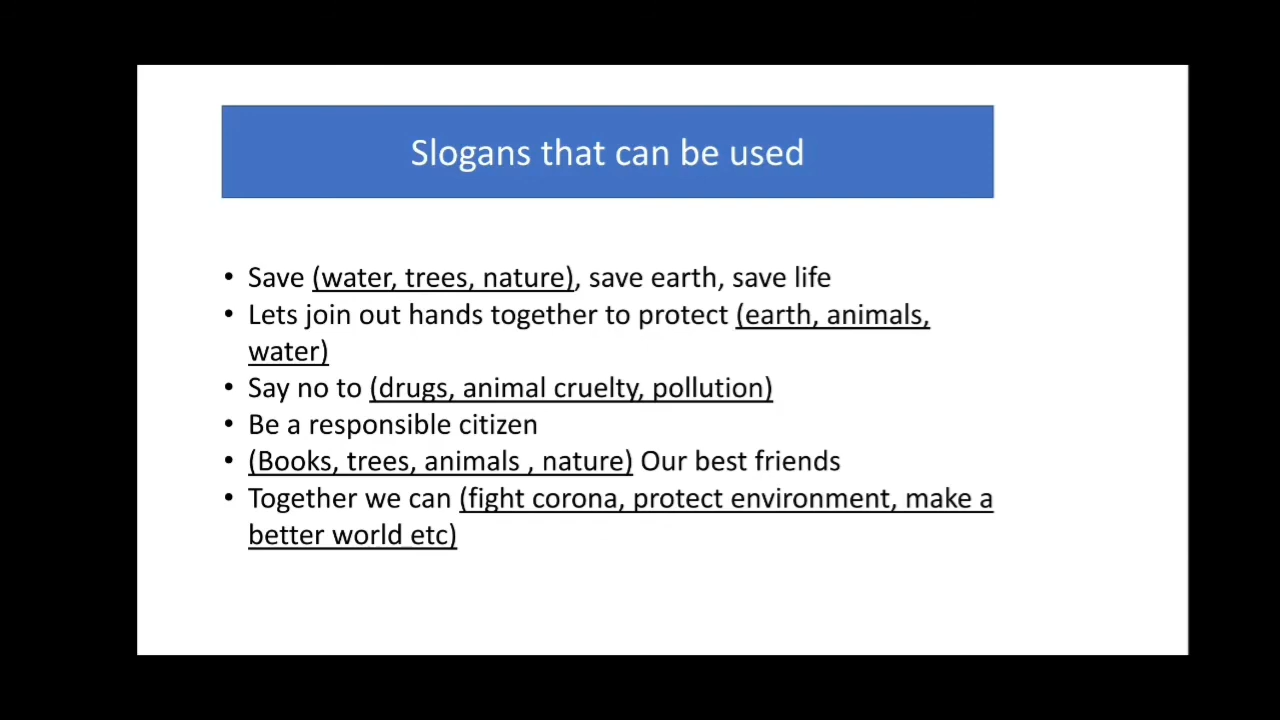 Slogans that can be used
• Save (water, trees, nature), save earth, save life
• Lets join out hands together to protect (earth, animals,
water)
• Say no to (drugs, animal cruelty, pollution)
• Be a responsible citizen
• (Books, trees, animals , nature) Our best friends
• Together we can (fight corona, protect environment, make a
better world etc)